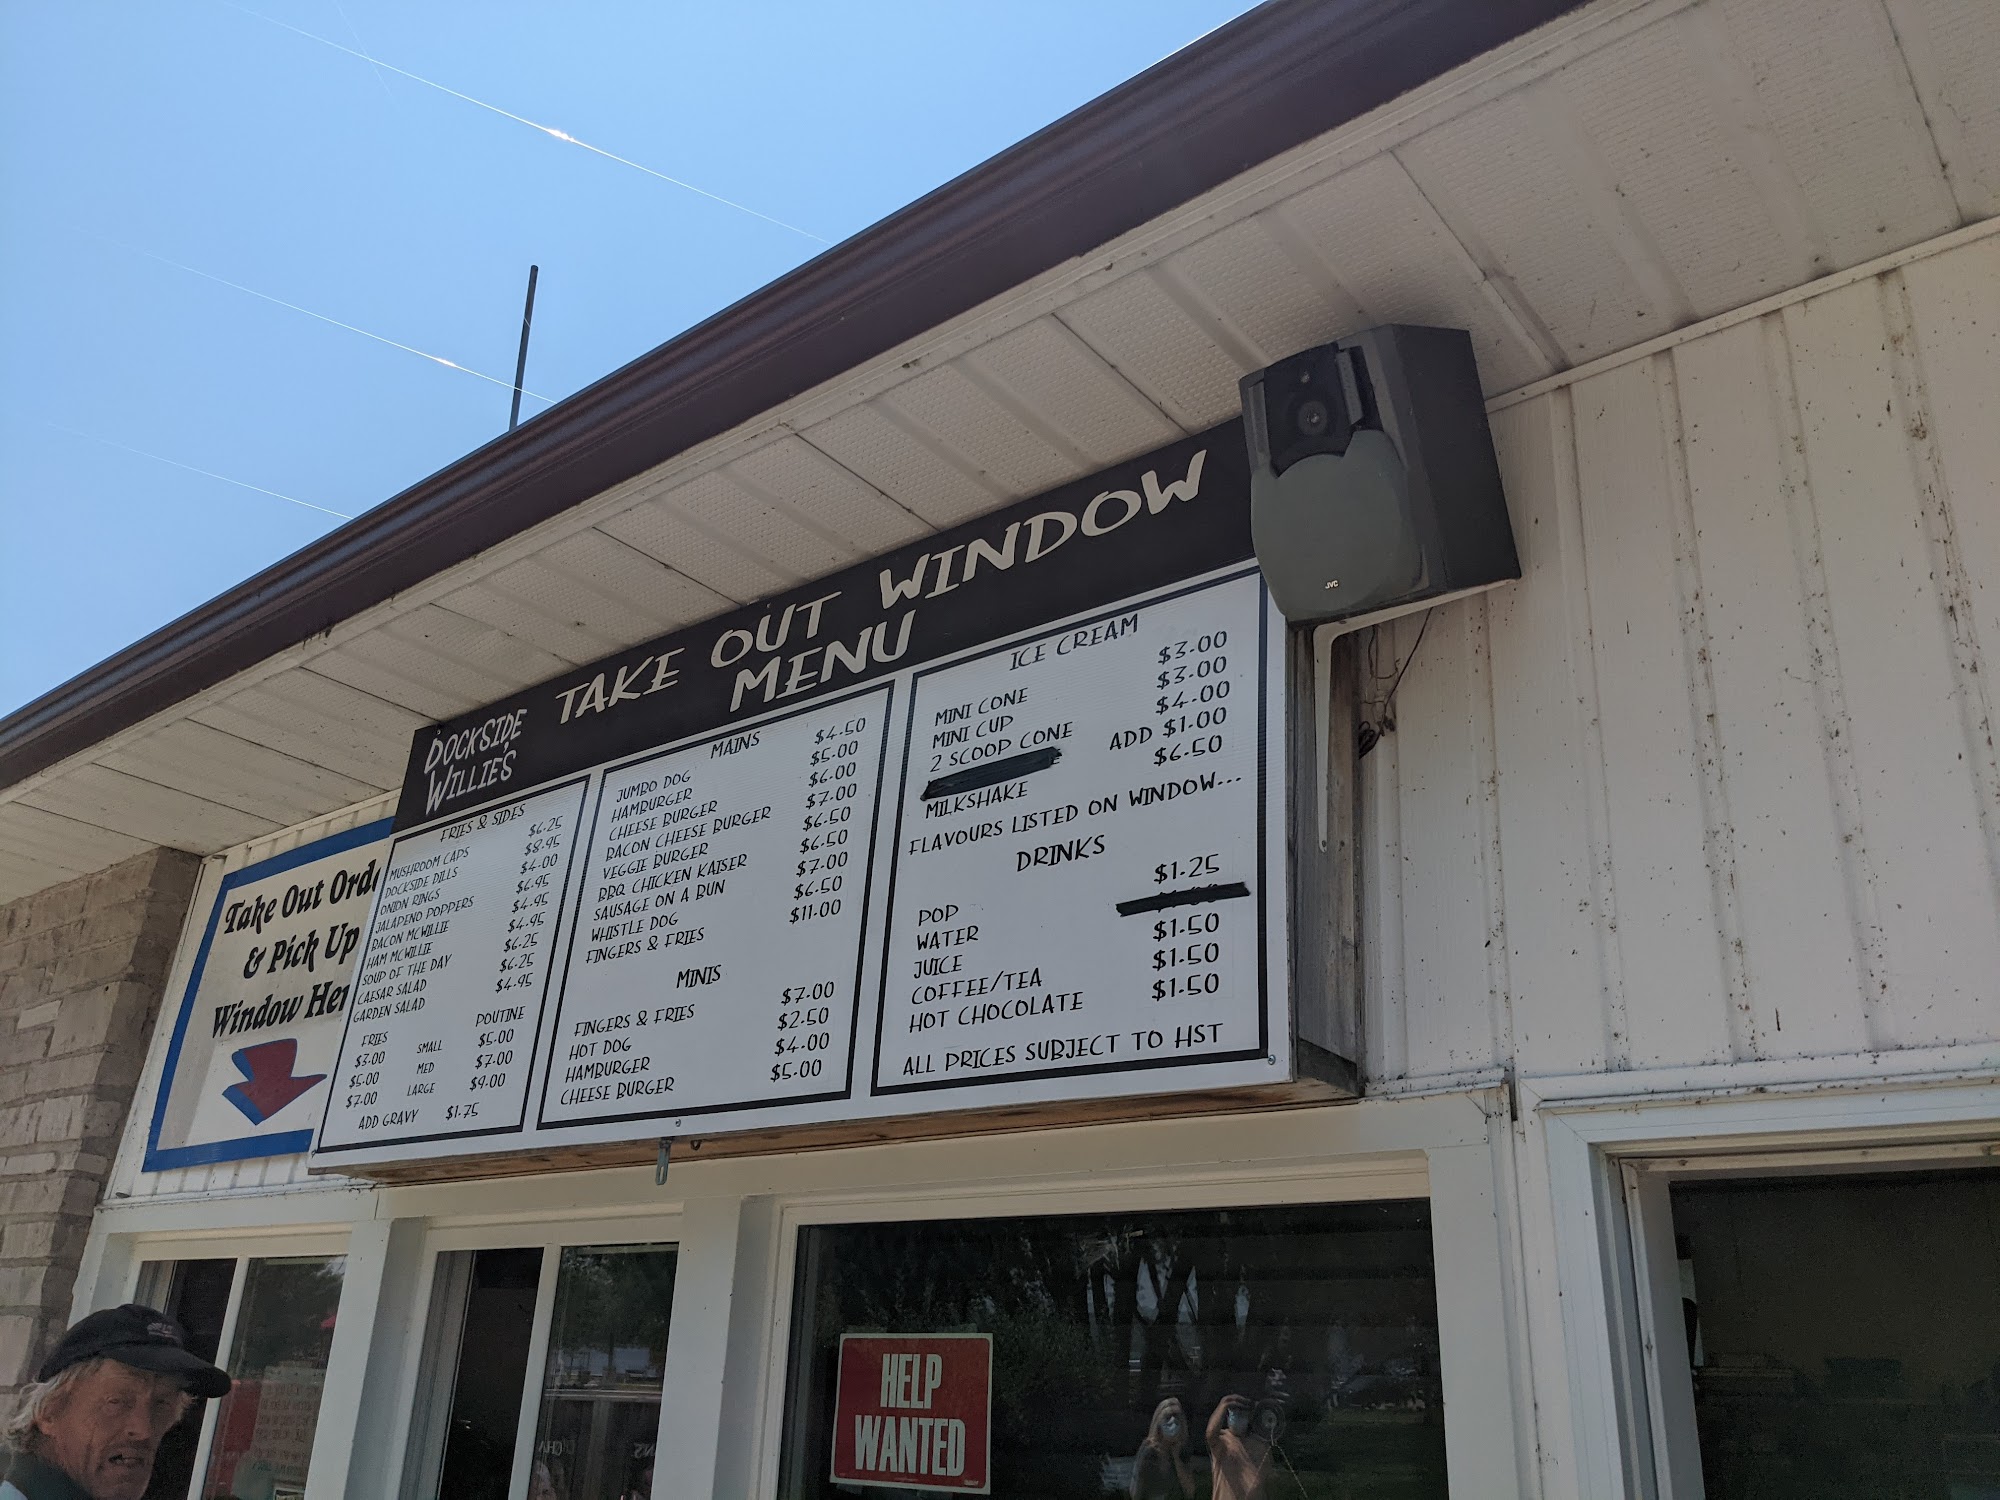 DOCKSIDE
WILLIE'S
TAKE OUT WINDOW
MENU
FRIES & SIDES
MUSHROOM CAPS $6.25
DOCKSIDE DILLS $8.95
ONION RINGS $4.00
JALAPENO POPPERS $6.95
BACON MCWILLIE $4.95
HAM MCWILLIE $4.95
SOUP OF THE DAY $6.25
CAESAR SALAD $6.25
GARDEN SALAD $4.95
FRIES POUTINE
$3.00 SMALL $5.00
$5.00 MED $7.00
$7.00 LARGE $9.00
ADD GRAVY $1.75
MAINS
JUMBO DOG $4.50
HAMBURGER $5.00
CHEESE BURGER $6.00
BACON CHEESE BURGER $7.00
VEGGIE BURGER $6.50
BBQ CHICKEN KAISER $6.50
SAUSAGE ON A BUN $7.00
WHISTLE DOG $6.50
FINGERS & FRIES $11.00
MINIS
FINGERS & FRIES $7.00
HOT DOG $2.50
HAMBURGER $4.00
CHEESE BURGER $5.00
ICE CREAM
MINI CONE $3.00
MINI CUP $3.00
2 SCOOP CONE $4.00
ADD $1.00
MILKSHAKE $6.50
FLAVOURS LISTED ON WINDOW...
DRINKS
POP $1.25
WATER
JUICE $1.50
COFFEE/TEA $1.50
HOT CHOCOLATE $1.50
ALL PRICES SUBJECT TO HST
JVC
Take Out
& Pick Up
Window
HELP
WANTED